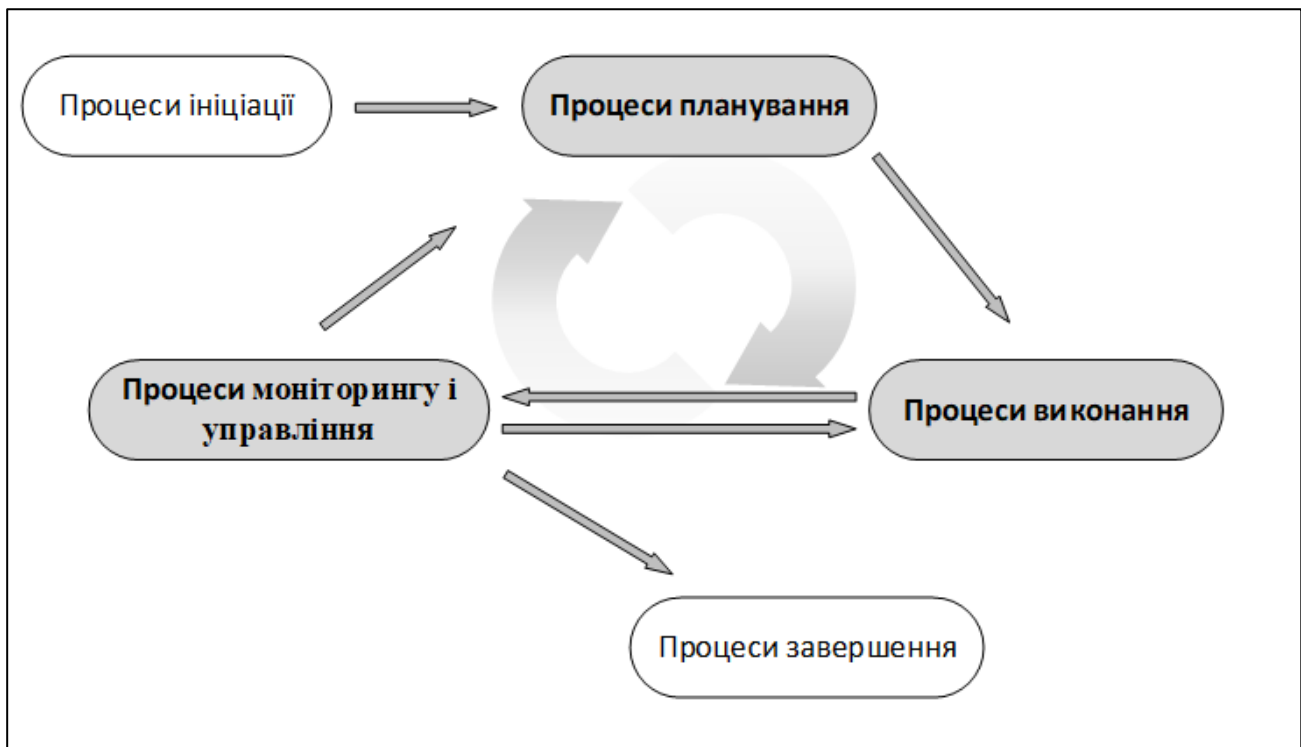 Процеси ініціації
Процеси планування
Процеси моніторингу і
управління
Процеси виконання
Процеси завершення